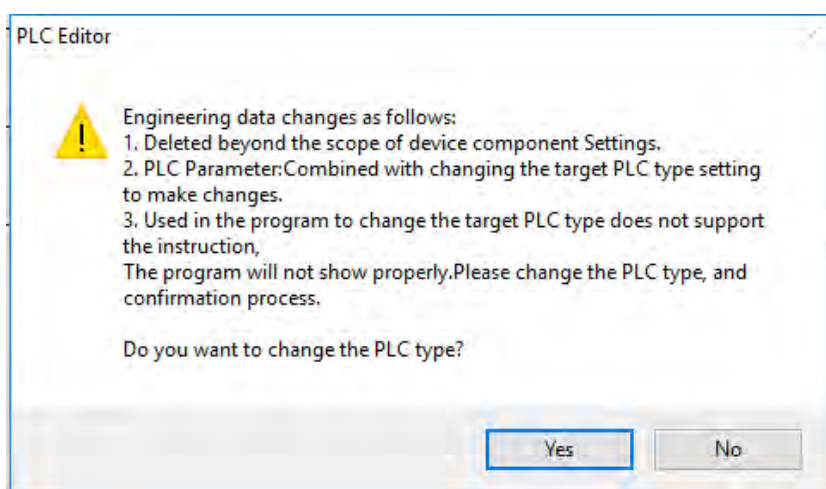 PLC Editor
Engineering data changes as follows:
1. Deleted beyond the scope of device component Settings.
2. PLC Parameter:Combined with changing the target PLC type setting
to make changes.
3. Used in the program to change the target PLC type does not support
the instruction,
The program will not show properly.Please change the PLC type, and
confirmation process.
Do you want to change the PLC type?
Yes
No